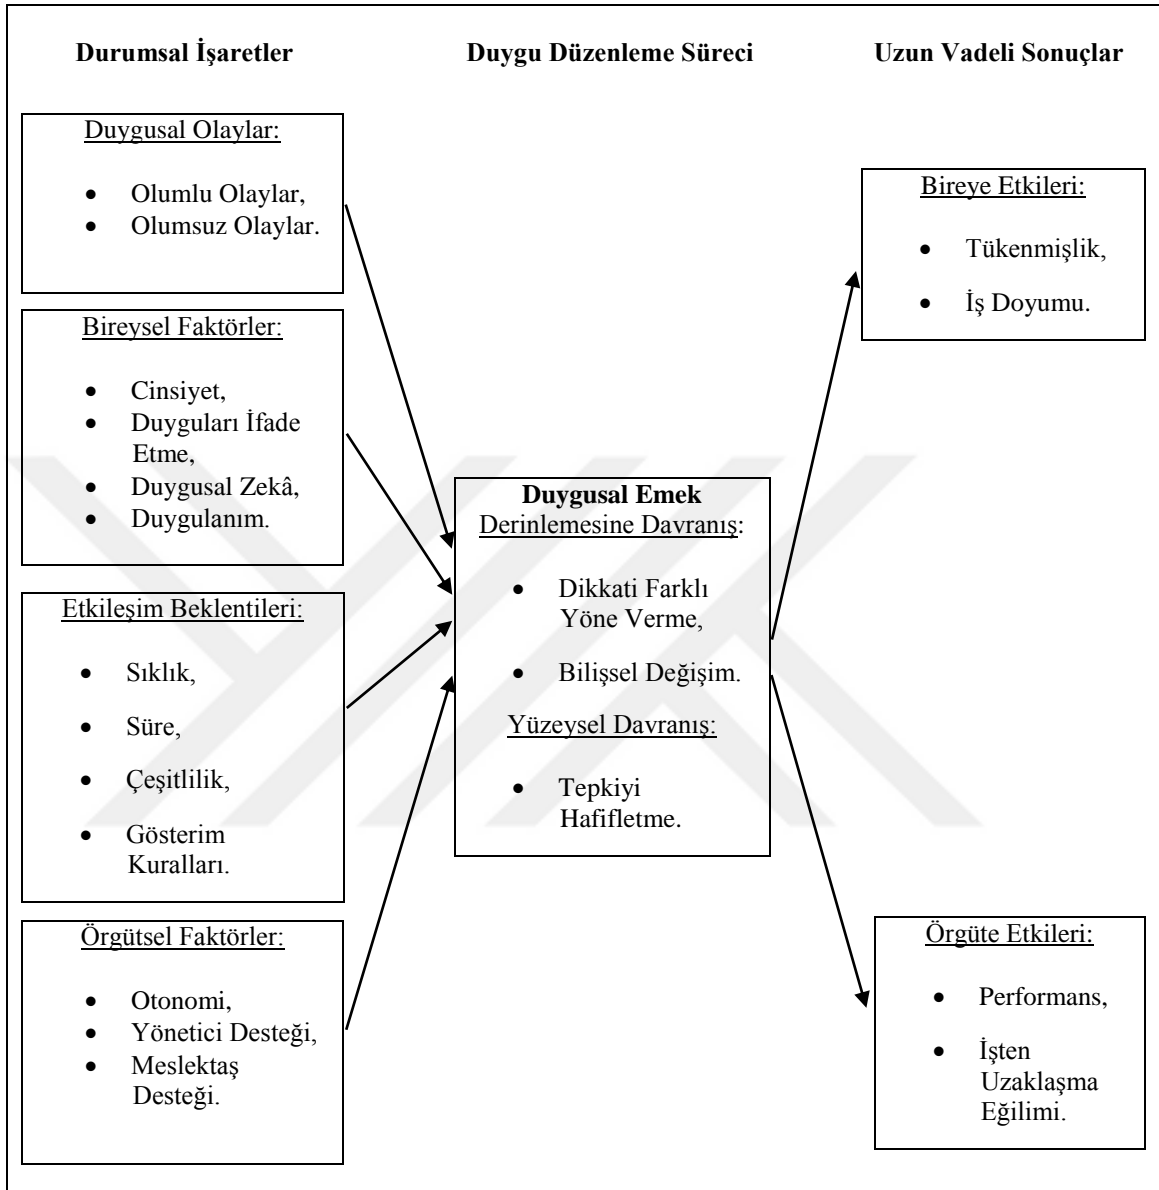 Durumsal İşaretler
Duygu Düzenleme Süreci
Uzun Vadeli Sonuçlar
Duygusal Olaylar:
• Olumlu Olaylar,
• Olumsuz Olaylar.
Bireysel Faktörler:
• Cinsiyet,
• Duyguları İfade
Etme,
• Duygusal Zekâ,
• Duygulanım.
Etkileşim Beklentileri:
• Sıklık,
• Süre,
• Çeşitlilik,
• Gösterim
Kuralları.
Örgütsel Faktörler:
• Otonomi,
• Yönetici Desteği,
• Meslektaş
Desteği.
Duygusal Emek
Derinlemesine Davranış:
• Dikkati Farklı
Yöne Verme,
• Bilişsel Değişim.
Yüzeysel Davranış:
• Tepkiyi
Hafifletme.
Bireye Etkileri:
• Tükenmişlik,
• İş Doyumu.
Örgüte Etkileri:
• Performans,
• İşten
Uzaklaşma
Eğilimi.